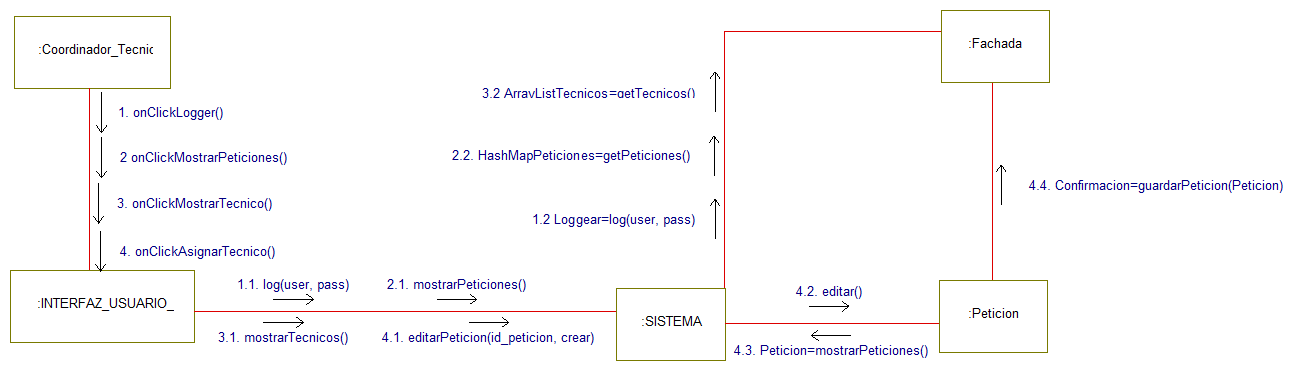 :Coordinador_Tecnic
:Fachada
1. onClickLogger()
2 onClickMostrarPeticiones()
3. onClickMostrarTecnico()
4. onClickAsignarTecnico()
3.2 ArrayListTecnicos=getTecnicos()
2.2. HashMapPeticiones=getPeticiones()
1.2 Loggear=log(user, pass)
4.4. Confirmacion=guardarPeticion(Peticion)
:INTERFAZ_USUARIO_
1.1. log(user, pass)
2.1. mostrarPeticiones()
3.1. mostrarTecnicos()
4.1. editarPeticion(id_peticion, crear)
:SISTEMA
4.2. editar()
4.3. Peticion=mostrarPeticiones()
:Peticion